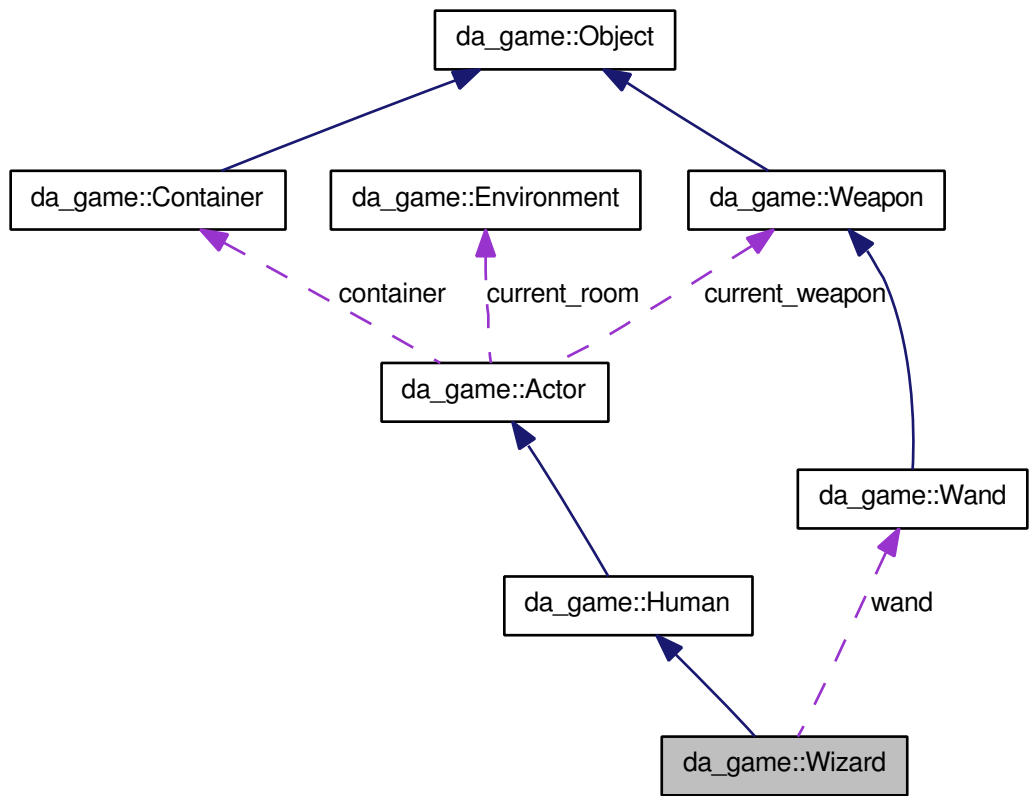 da_game::Object
da_game::Container
da_game::Environment
da_game::Weapon
container
current_room
current_weapon
da_game::Actor
da_game::Wand
da_game::Human
wand
da_game::Wizard